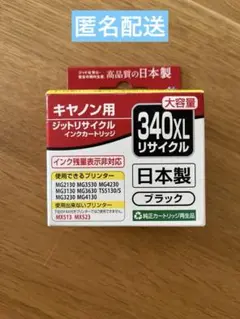 匿名配送
高品質の日本製
キヤノン用
ジットリサイクル
インクカートリッジ
大容量
340XL
リサイクル
インク残量表示非対応
日本製
ブラック
使用できるプリンター
MG2130 MG3530 MG4230
MG3130 MG3630 TS5130/S
MG3230 MG4130
使用出来ないプリンター
MX513 MX523
純正カートリッジ再生品